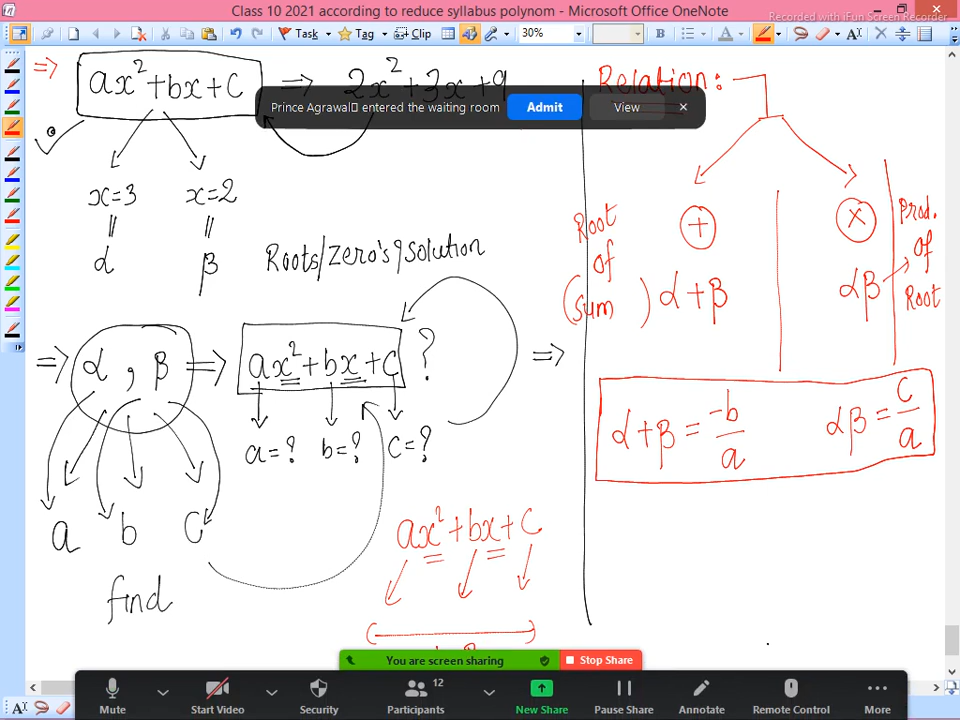 Class 10 according to reduce syllabus polynom... - Microsoft Office OneNote
Recorded with iFun Screen Recorder
Task
Tag
Clip
30%
B
A
ax²+bx+c ⇒ 2x²+3x+9
Prince Agrawal entered the waiting room
Admit
View
x=3 x=2
α β
Roots/Zero's/Solution
⇒ α , β ⇒ ax²+bx+c ?
a=? b=? c=?
a b c
find
ax²+bx+c
Relation:
+ ×
Root of (sum) α+β
αβ Prod. of Root
⇒ α+β = -b/a αβ = c/a
You are screen sharing
Stop Share
Mute
Start Video
Security
12
Participants
New Share
Pause Share
Annotate
Remote Control
More